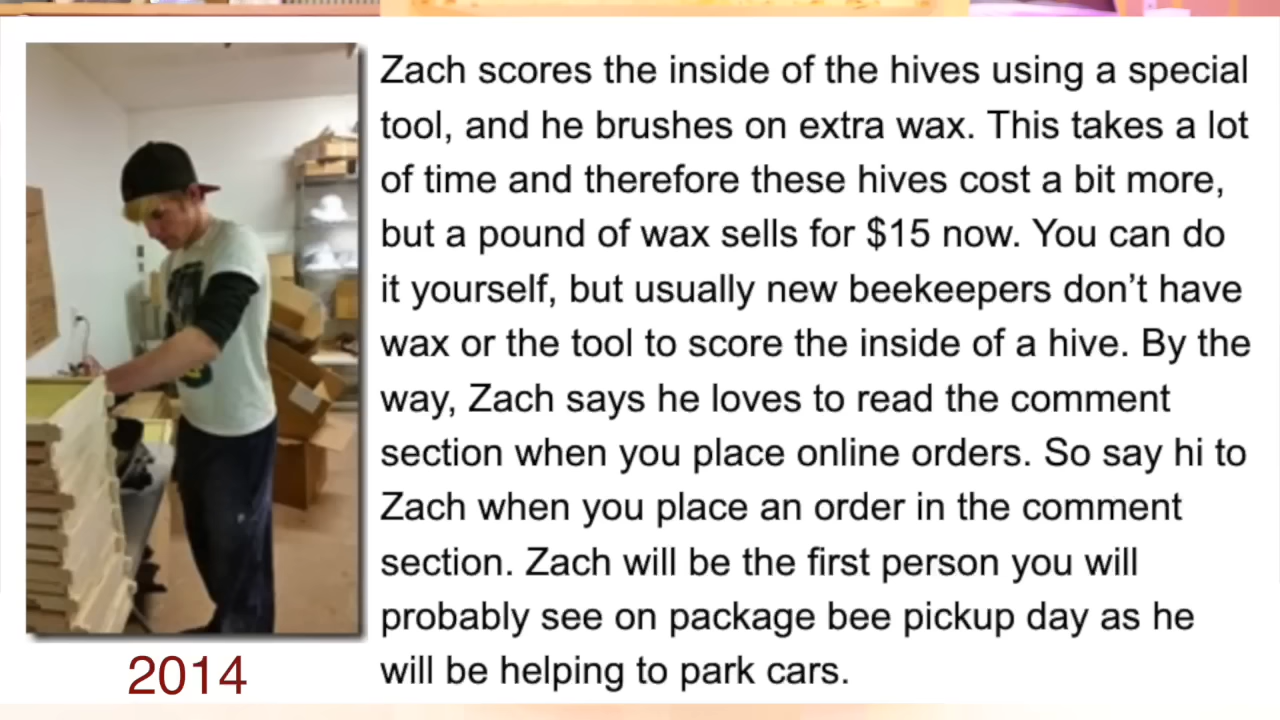 Zach scores the inside of the hives using a special
tool, and he brushes on extra wax. This takes a lot
of time and therefore these hives cost a bit more,
but a pound of wax sells for $15 now. You can do
it yourself, but usually new beekeepers don’t have
wax or the tool to score the inside of a hive. By the
way, Zach says he loves to read the comment
section when you place online orders. So say hi to
Zach when you place an order in the comment
section. Zach will be the first person you will
probably see on package bee pickup day as he
will be helping to park cars.
2014